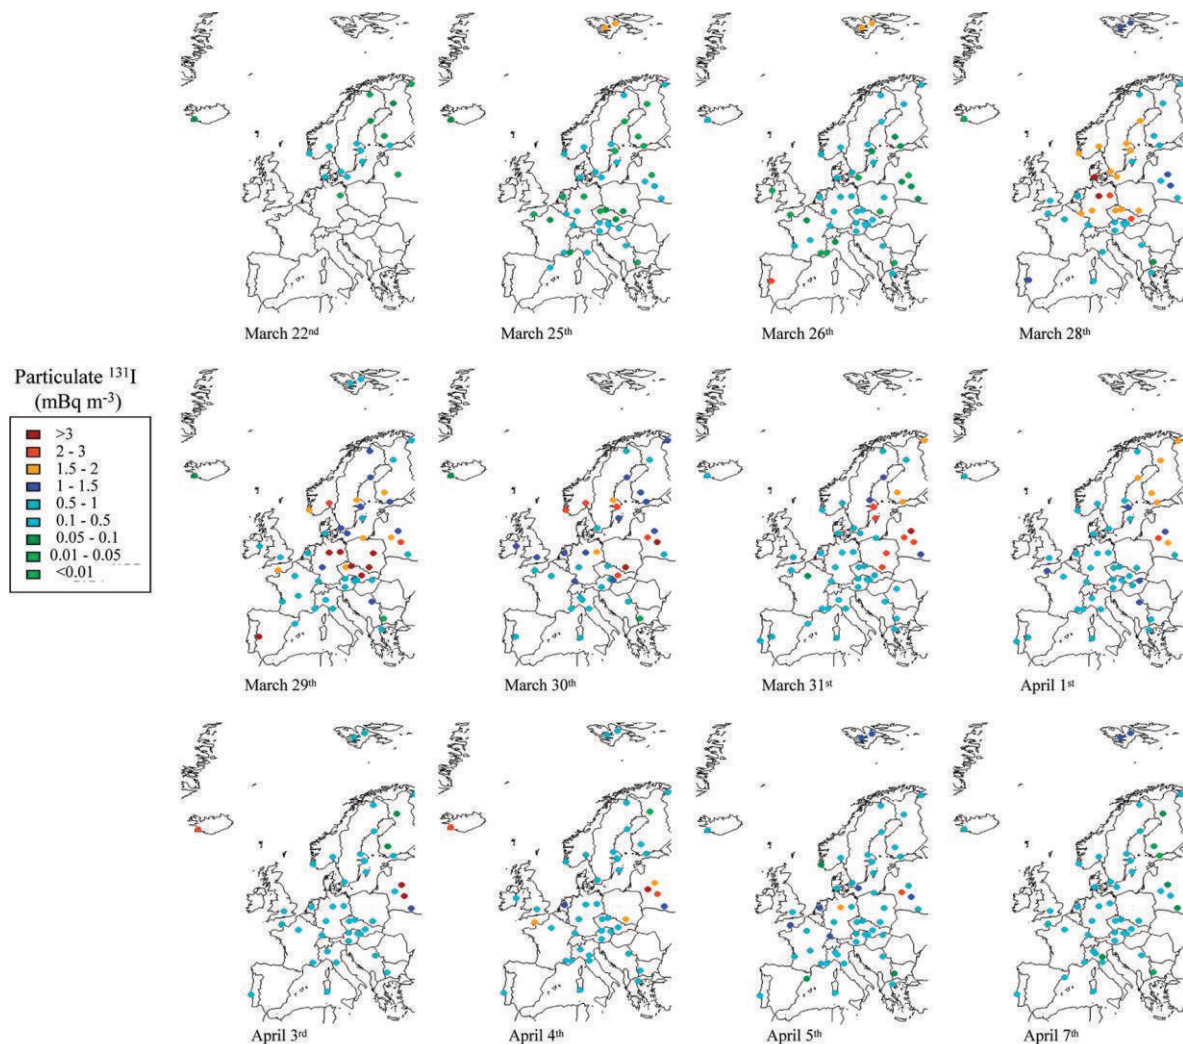 March 22nd
March 25th
March 26th
March 28th
Particulate 131I
(mBq m-3)
>3
2 - 3
1.5 - 2
1 - 1.5
0.5 - 1
0.1 - 0.5
0.05 - 0.1
0.01 - 0.05
<0.01
March 29th
March 30th
March 31st
April 1st
April 3rd
April 4th
April 5th
April 7th